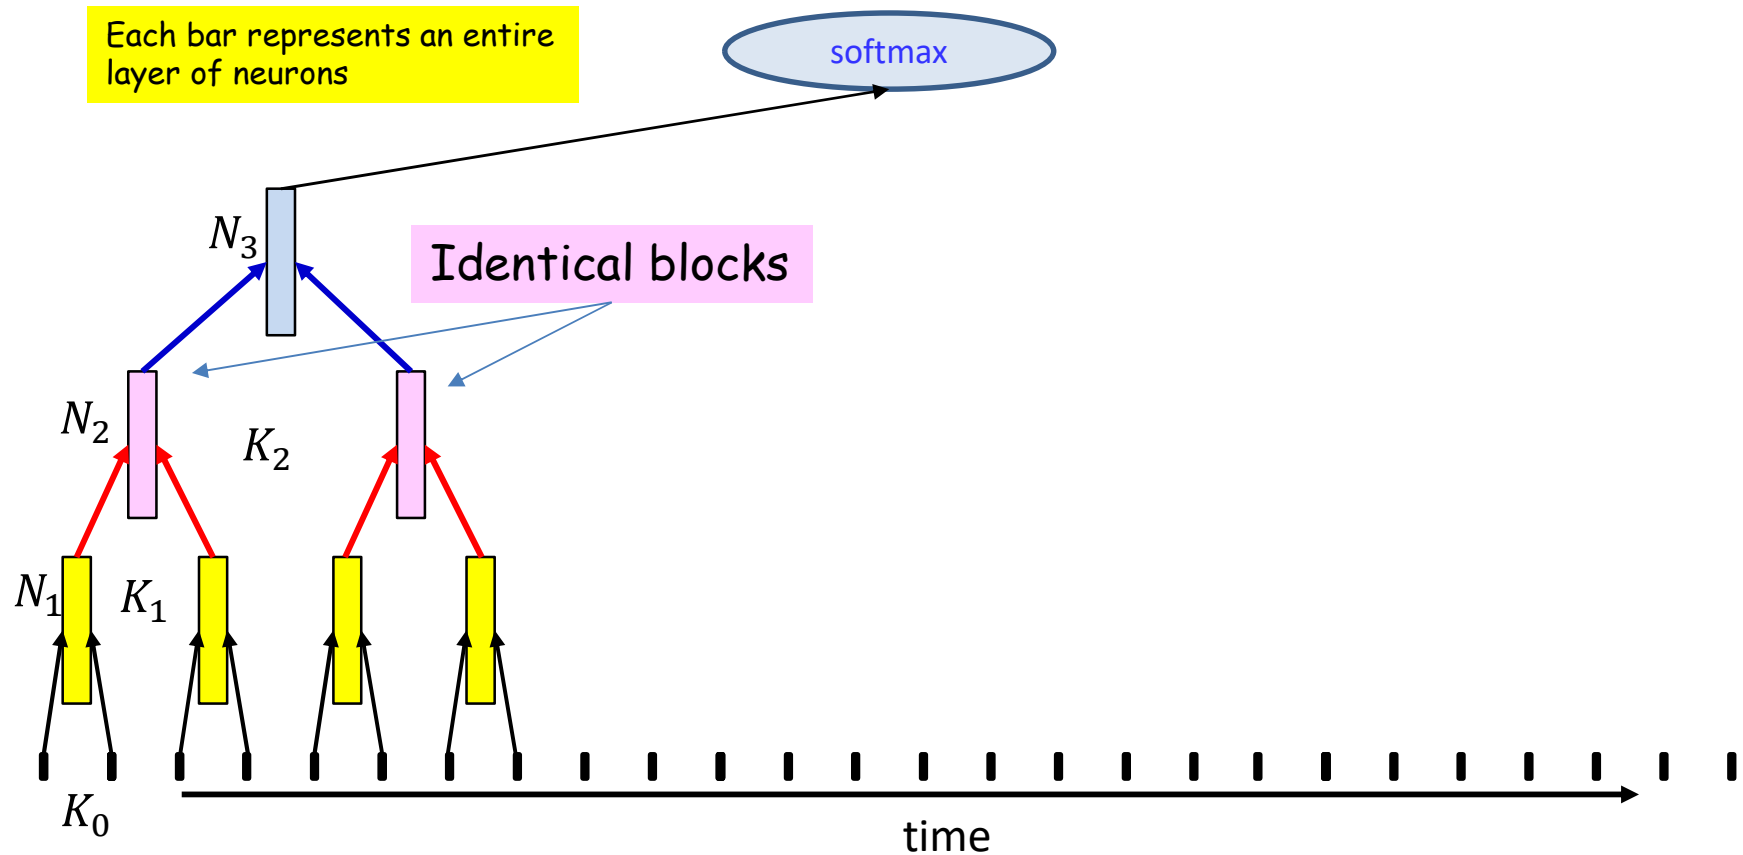 Each bar represents an entire
layer of neurons
softmax
N₃
Identical blocks
N₂
K₂
N₁
K₁
K₀
time